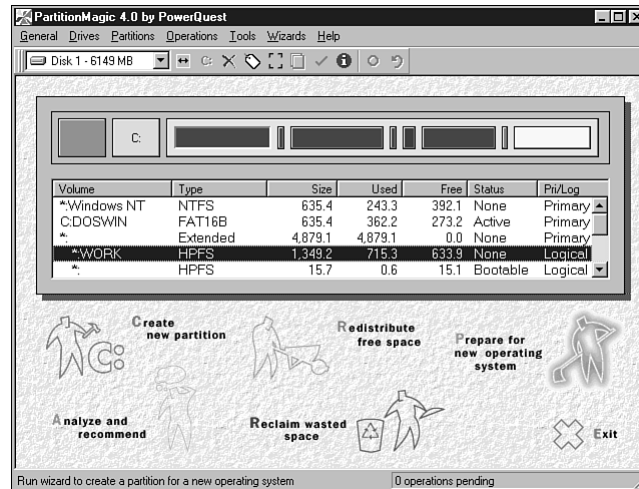 PartitionMagic 4.0 by PowerQuest
General Drives Partitions Operations Tools Wizards Help
Disk 1 - 6149 MB C:
C:
Volume Type Size Used Free Status Pri/Log
*:Windows NT NTFS 635.4 243.3 392.1 None Primary
C:DOSWIN FAT16B 635.4 362.2 273.2 Active Primary
*: Extended 4,879.1 4,879.1 0.0 None Primary
*:WORK HPFS 1,349.2 715.3 633.9 None Logical
*: HPFS 15.7 0.6 15.1 Bootable Logical
Create
new partition
C:
Redistribute
free space
Prepare for
new operating
system
Analyze and
recommend
Reclaim wasted
space
Exit
Run wizard to create a partition for a new operating system 0 operations pending